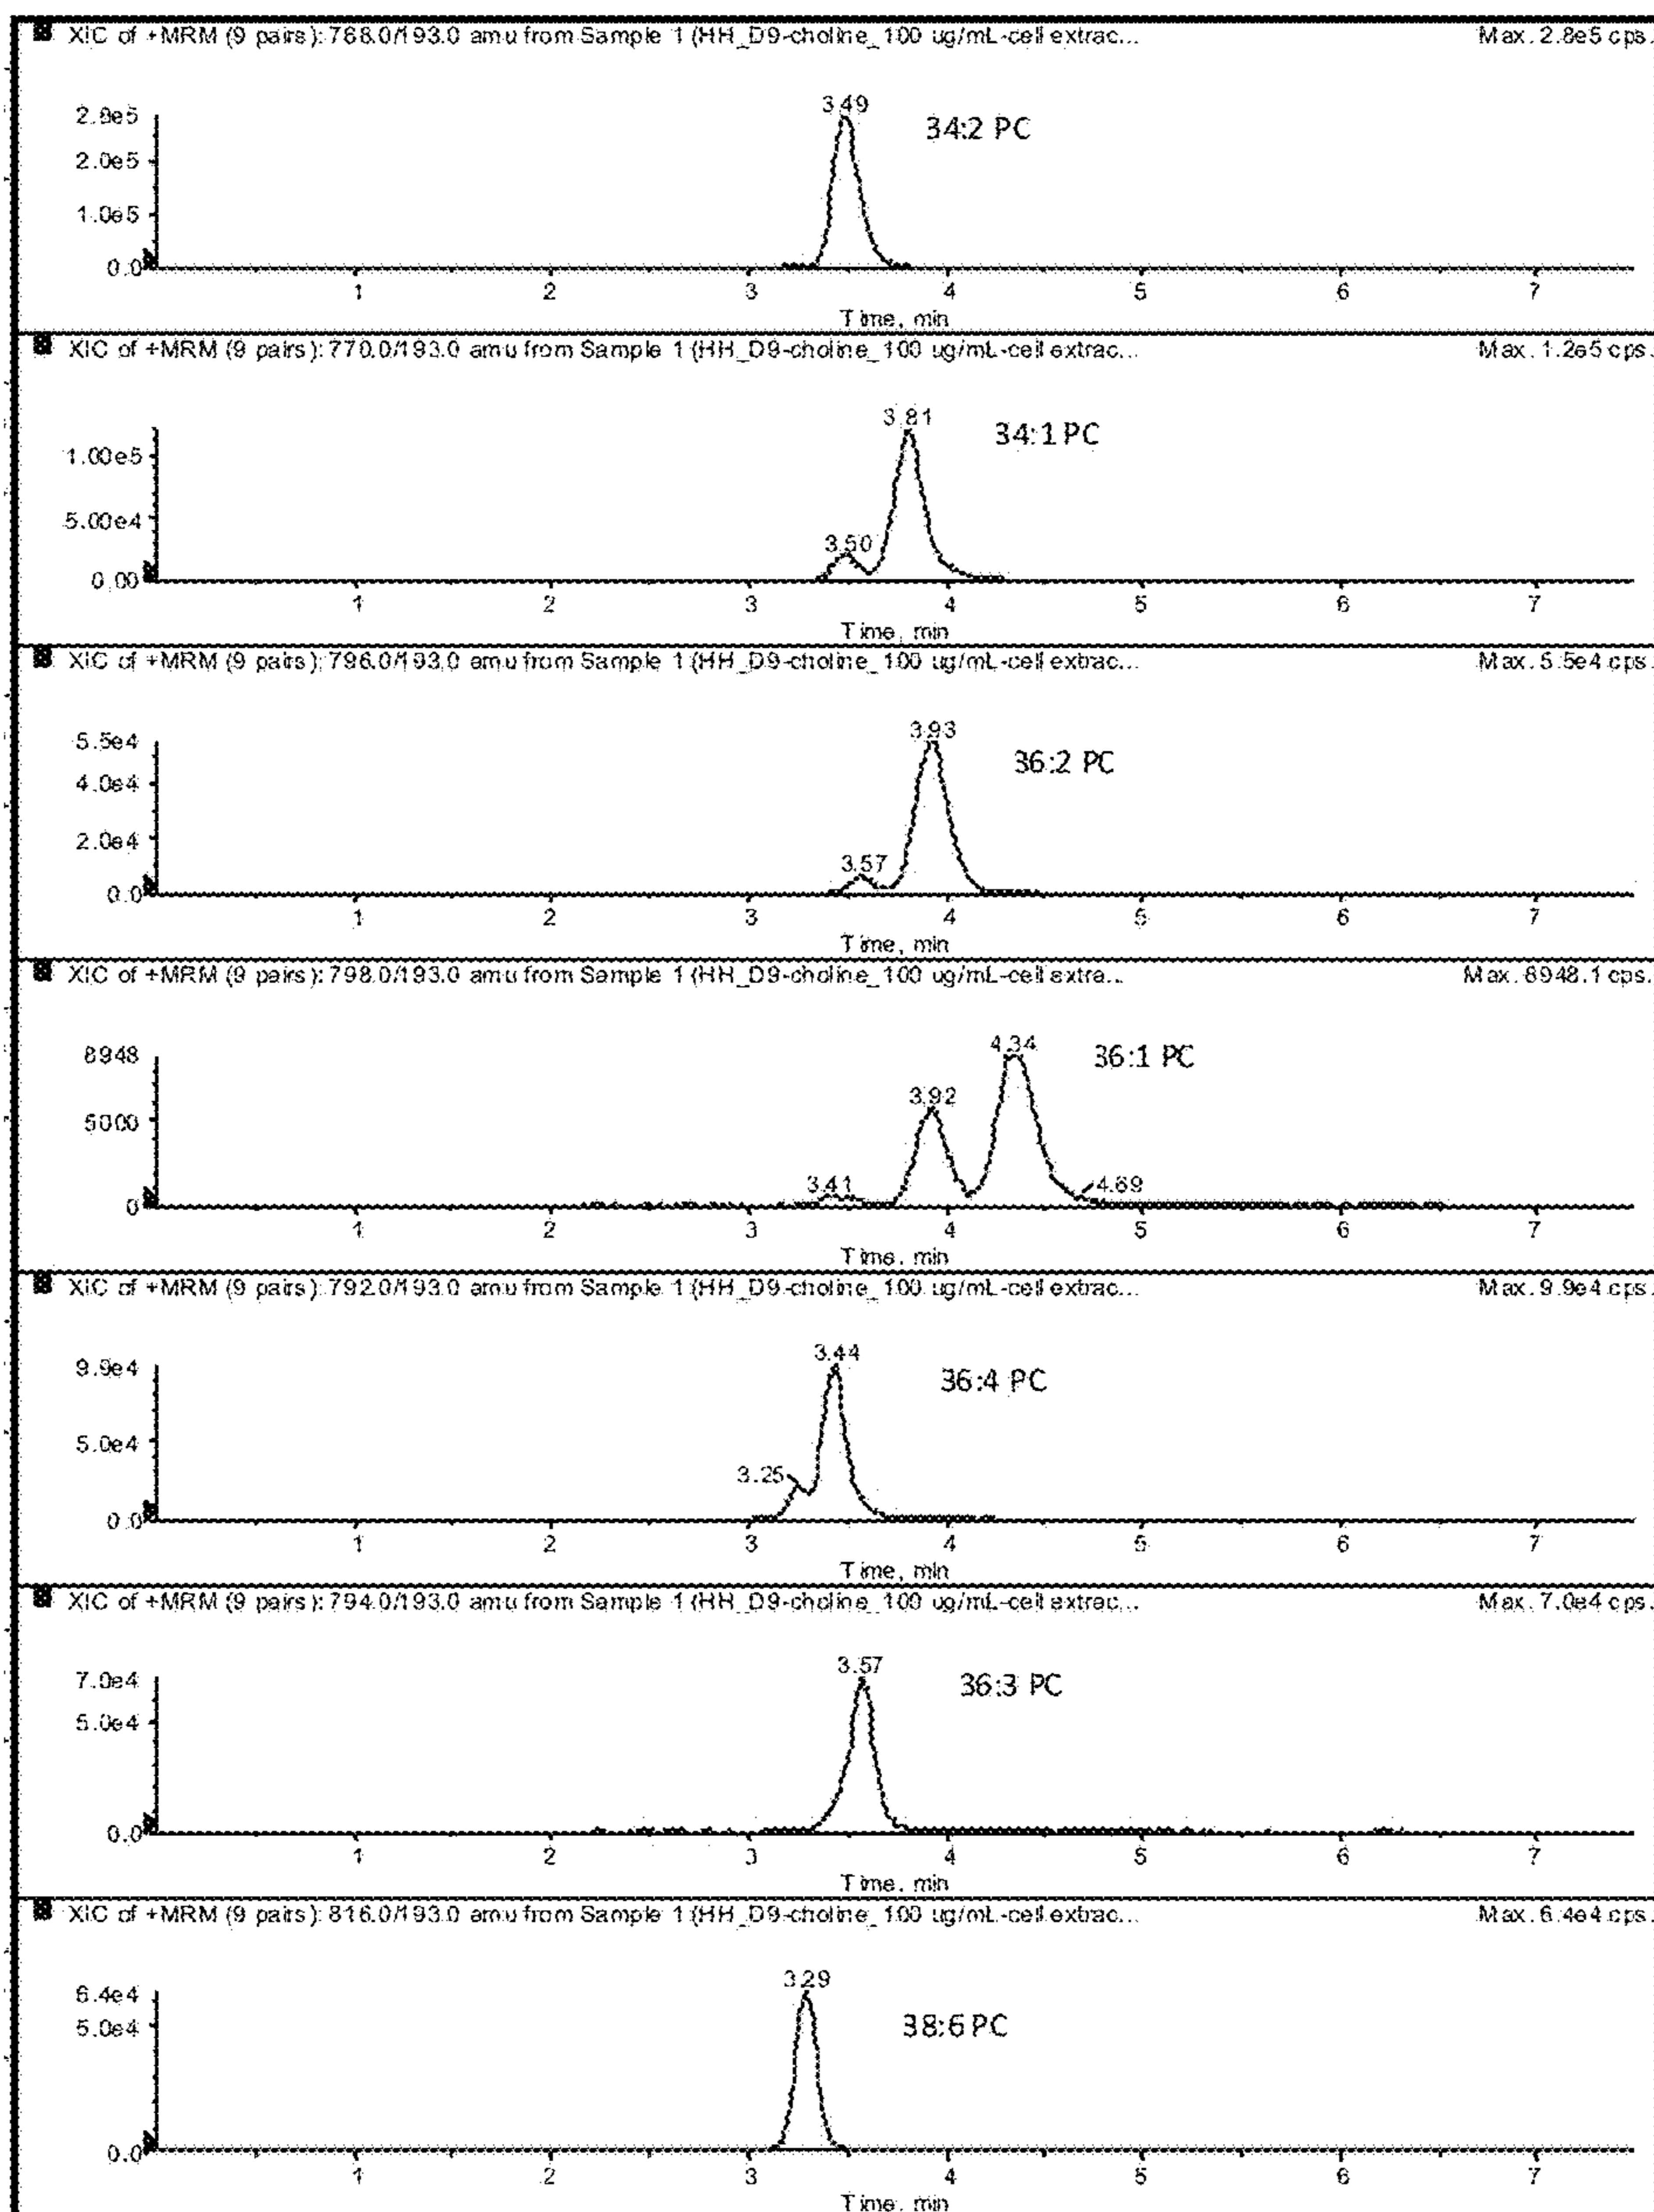 XIC of +MRM (9 pairs): 768.0/193.0 amu from Sample 1 (HH_D9-choline_100 ug/mL-cell extrac... Max. 2.8e5 cps.
3.49
34:2 PC
2.8e5
2.0e5
1.0e5
0.0
1 2 3 4 5 6 7
Time, min
XIC of +MRM (9 pairs): 770.0/193.0 amu from Sample 1 (HH_D9-choline_100 ug/mL-cell extrac... Max. 1.2e5 cps.
3.81
34:1 PC
1.00e5
5.00e4
3.50
0.00
1 2 3 4 5 6 7
Time, min
XIC of +MRM (9 pairs): 796.0/193.0 amu from Sample 1 (HH_D9-choline_100 ug/mL-cell extrac... Max. 5.5e4 cps.
3.93
5.5e4
36:2 PC
4.0e4
2.0e4
3.57
0.0
1 2 3 4 5 6 7
Time, min
XIC of +MRM (9 pairs): 798.0/193.0 amu from Sample 1 (HH_D9-choline_100 ug/mL-cell extra... Max. 8948.1 cps.
4.34
8948
36:1 PC
3.92
5000
3.41
4.69
0
1 2 3 4 5 6 7
Time, min
XIC of +MRM (9 pairs): 792.0/193.0 amu from Sample 1 (HH_D9-choline_100 ug/mL-cell extrac... Max. 9.9e4 cps.
3.44
9.9e4
36:4 PC
5.0e4
3.25
0.0
1 2 3 4 5 6 7
Time, min
XIC of +MRM (9 pairs): 794.0/193.0 amu from Sample 1 (HH_D9-choline_100 ug/mL-cell extrac... Max. 7.0e4 cps.
3.57
7.0e4
36:3 PC
5.0e4
0.0
1 2 3 4 5 6 7
Time, min
XIC of +MRM (9 pairs): 816.0/193.0 amu from Sample 1 (HH_D9-choline_100 ug/mL-cell extrac... Max. 6.4e4 cps.
3.29
6.4e4
38:6 PC
5.0e4
0.0
1 2 3 4 5 6 7
Time, min